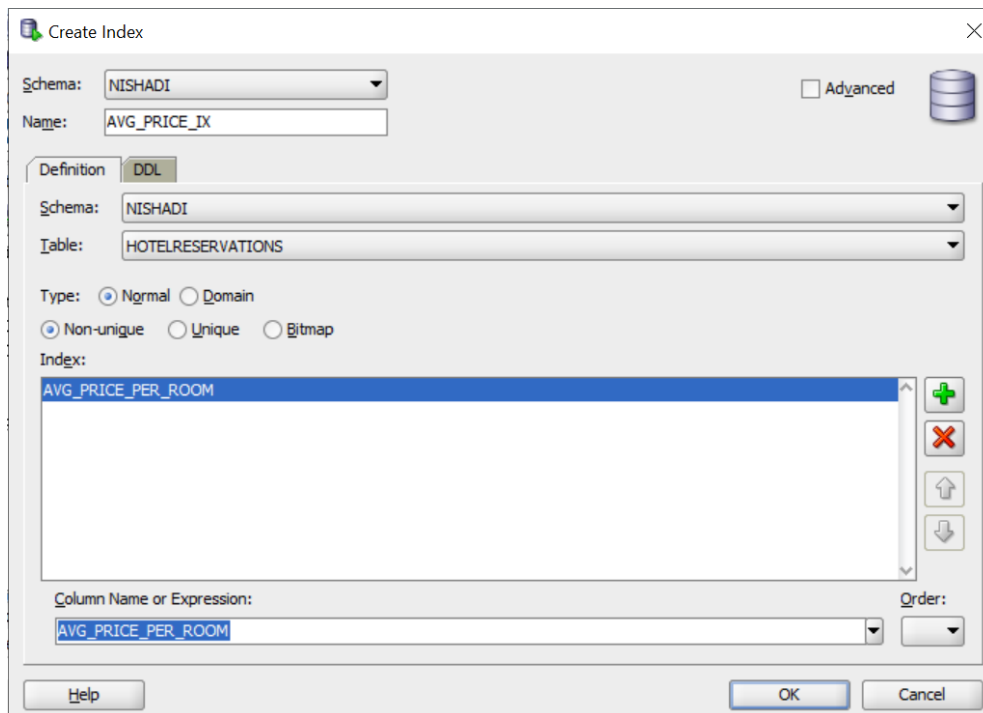 Create Index
Schema: NISHADI Advanced
Name: AVG_PRICE_IX
Definition DDL
Schema: NISHADI
Table: HOTELRESERVATIONS
Type: Normal Domain
Non-unique Unique Bitmap
Index:
AVG_PRICE_PER_ROOM
Column Name or Expression: Order:
AVG_PRICE_PER_ROOM
Help OK Cancel